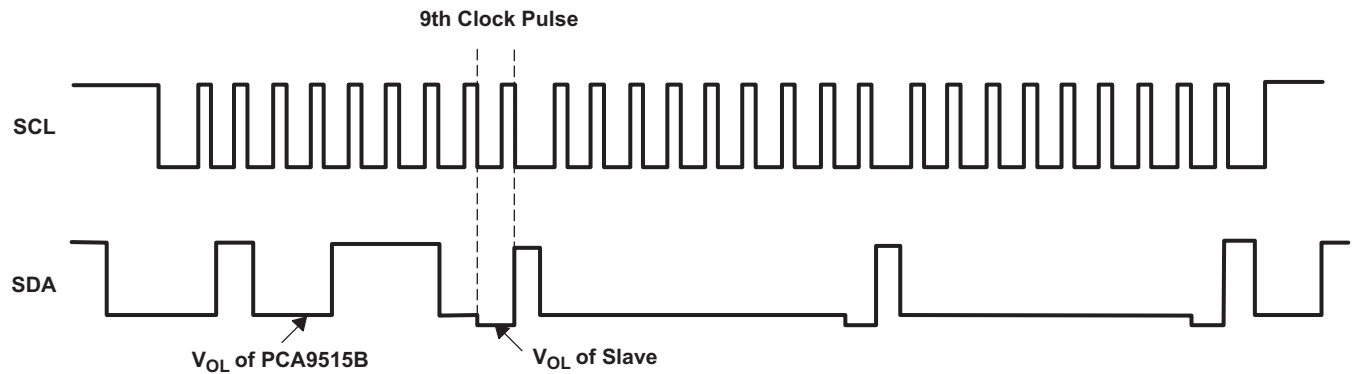 9th Clock Pulse
SCL
SDA
VOL of PCA9515B
VOL of Slave